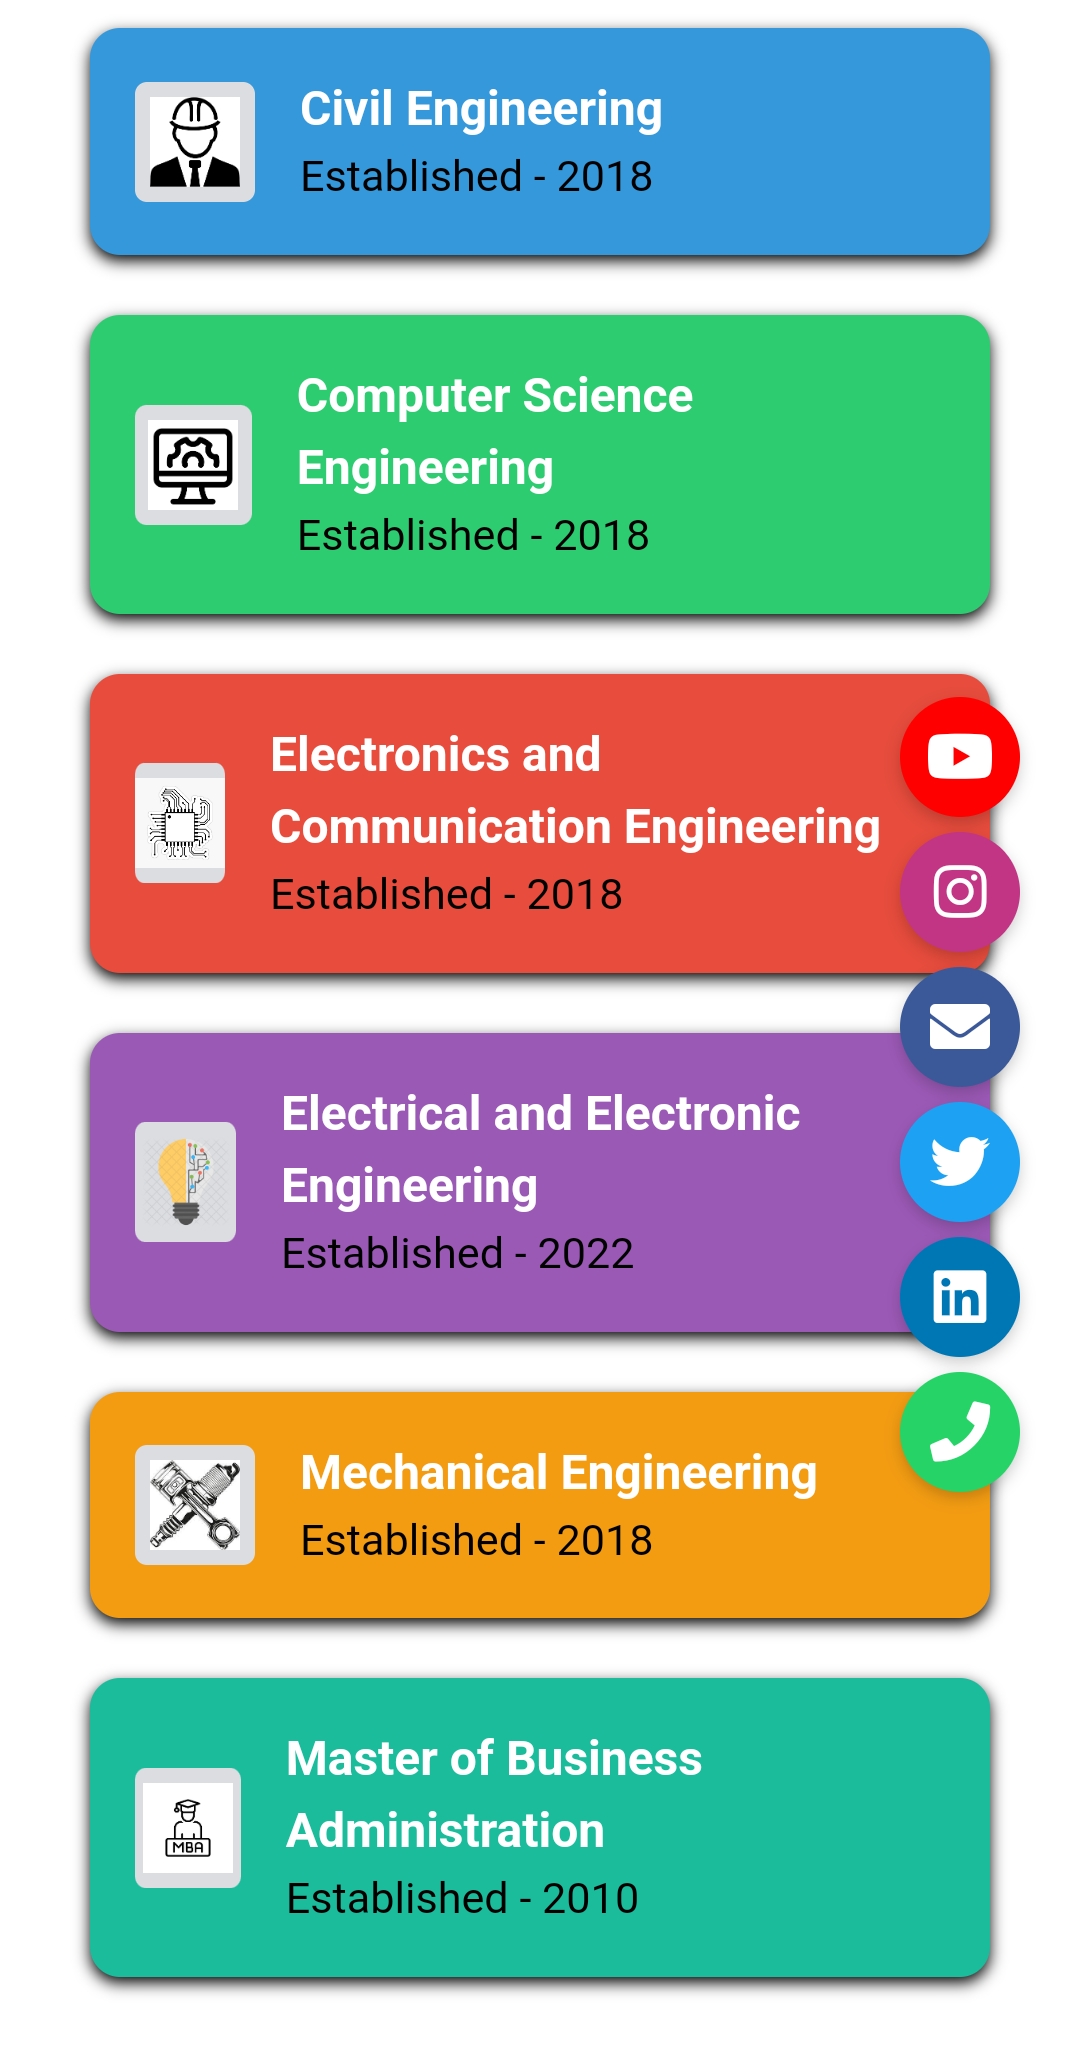 Civil Engineering
Established - 2018
Computer Science
Engineering
Established - 2018
Electronics and
Communication Engineering
Established - 2018
Electrical and Electronic
Engineering
Established - 2022
Mechanical Engineering
Established - 2018
Master of Business
Administration
MBA
Established - 2010